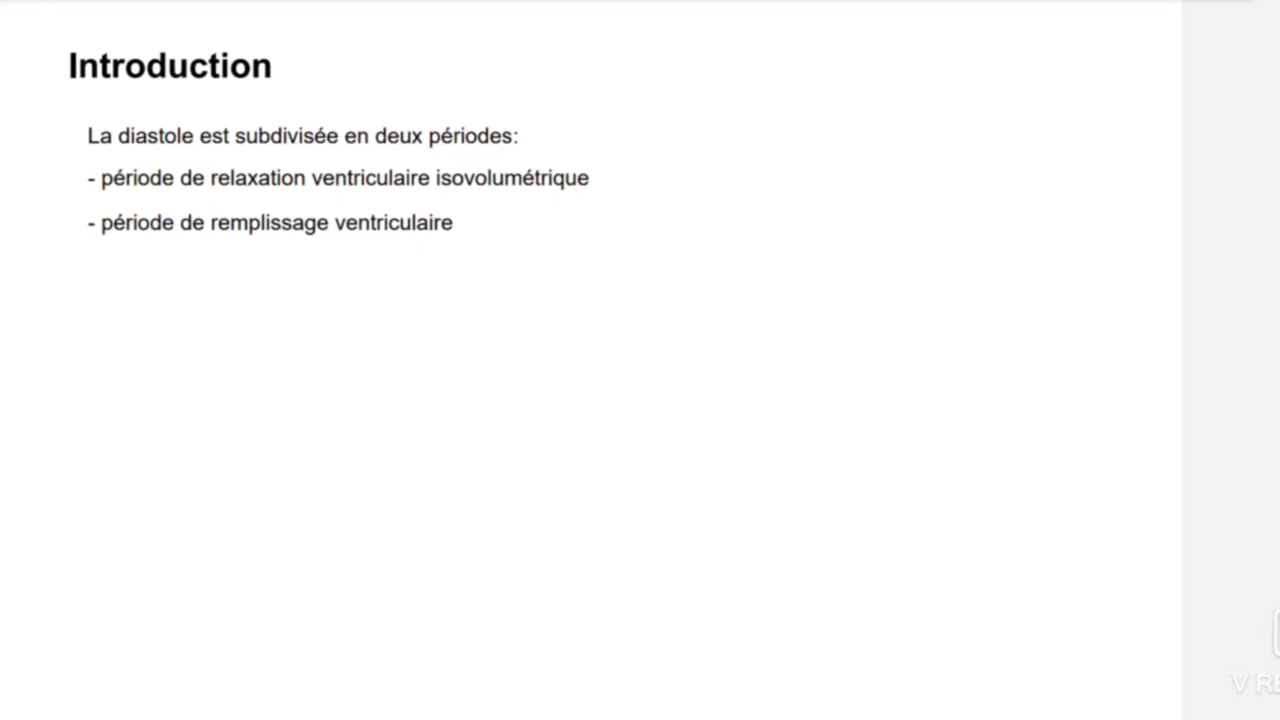 Introduction
La diastole est subdivisée en deux périodes:
- période de relaxation ventriculaire isovolumétrique
- période de remplissage ventriculaire